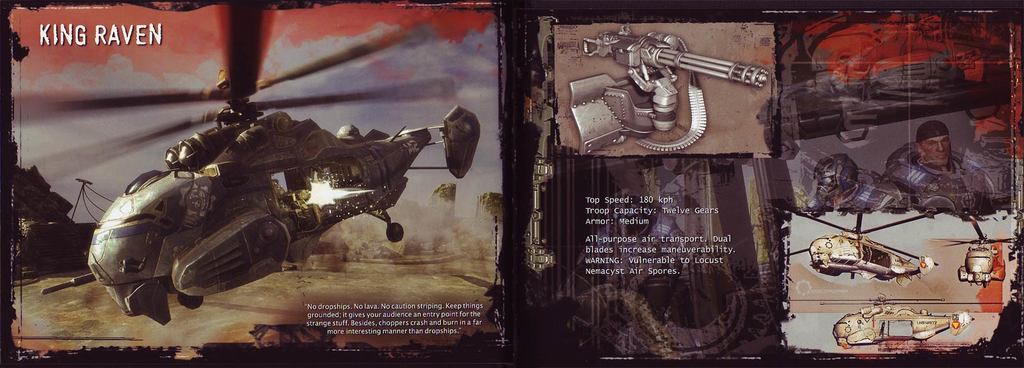 KING RAVEN
"No dropships. No lava. No caution striping. Keep things
grounded; it gives your audience an entry point for the
strange stuff. Besides, choppers crash and burn in a far
more interesting manner than dropships."
Top Speed: 180 kph
Troop Capacity: Twelve Gears
Armor: Medium
All-purpose air transport. Dual
blades increase maneuverability.
WARNING: Vulnerable to Locust
Nemacyst Air Spores.